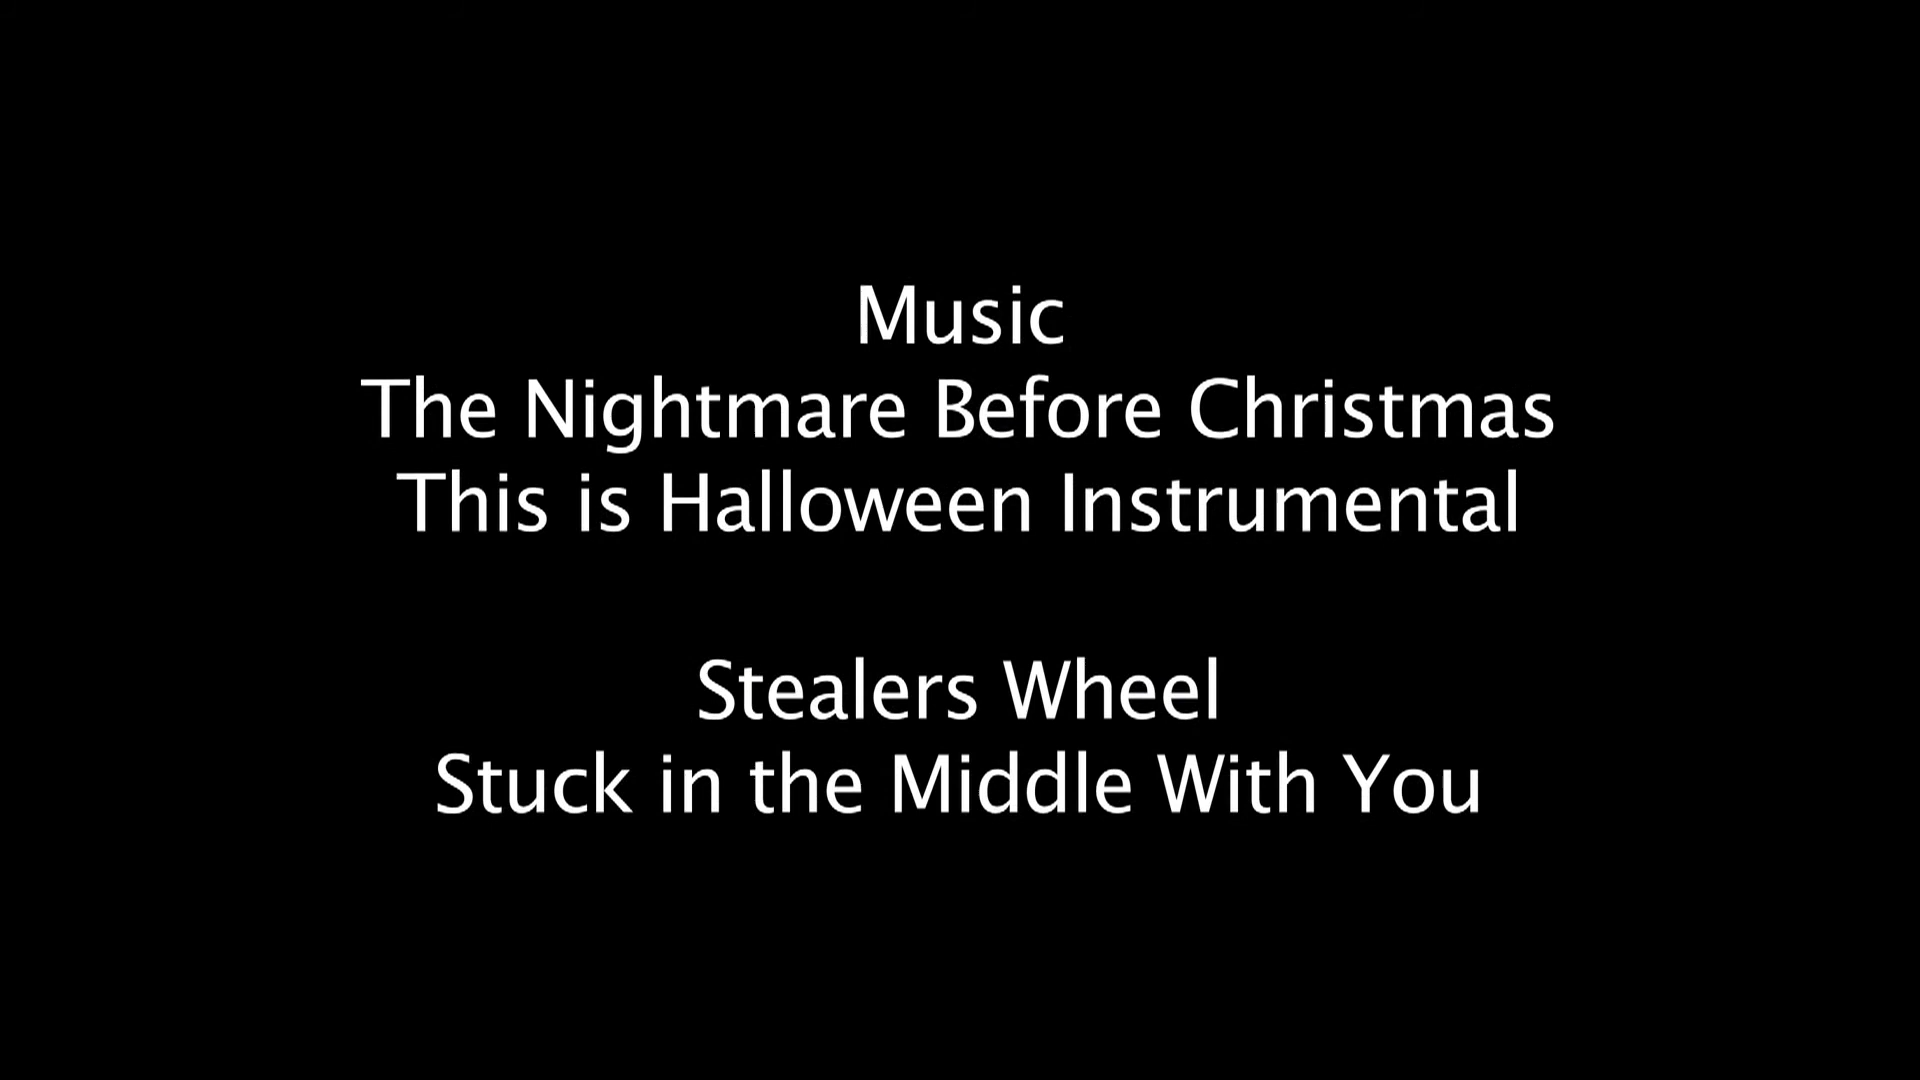 Music
The Nightmare Before Christmas
This is Halloween Instrumental
Stealers Wheel
Stuck in the Middle With You